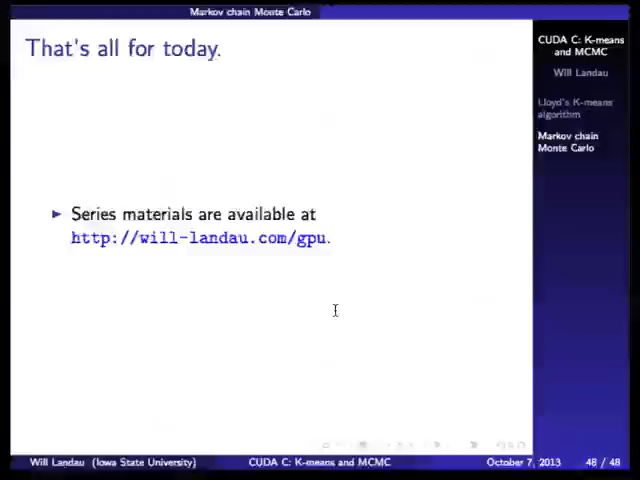 Markov chain Monte Carlo
That's all for today.
CUDA C: K-means
and MCMC
Will Landau
Lloyd's K-means
algorithm
Markov chain
Monte Carlo
Series materials are available at
http://will-landau.com/gpu.
Will Landau (Iowa State University)
CUDA C: K-means and MCMC
October 7, 2013
48 / 48